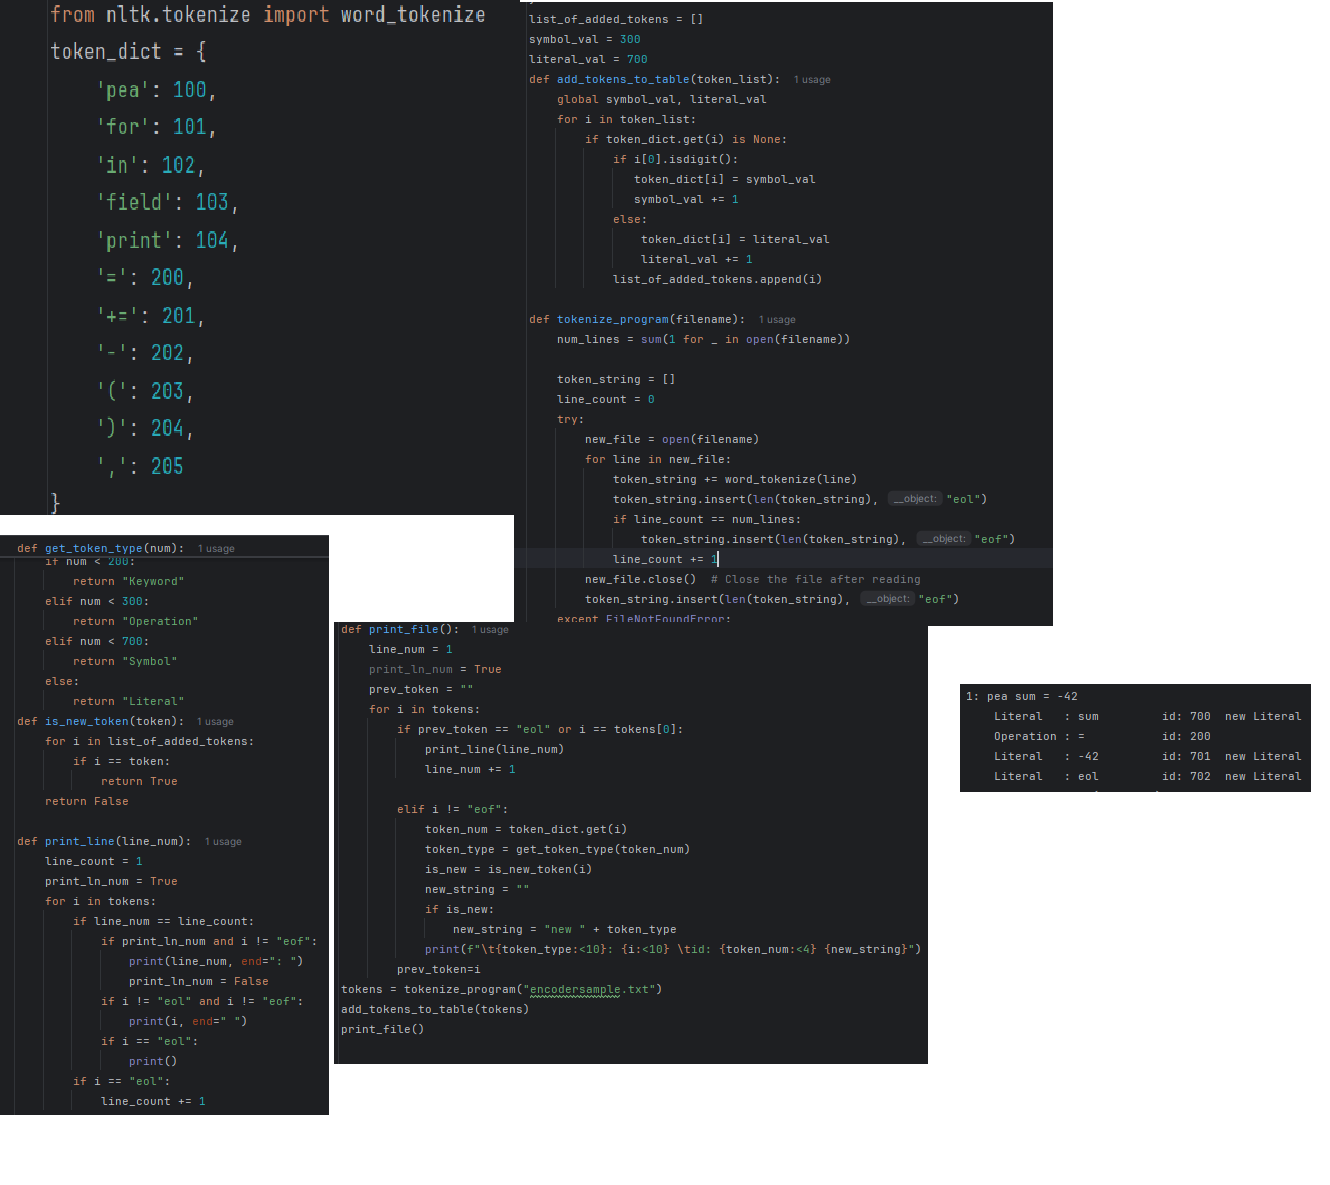 from nltk.tokenize import word_tokenize
token_dict = {
    'pea': 100,
    'for': 101,
    'in': 102,
    'field': 103,
    'print': 104,
    '=': 200,
    '+=': 201,
    '-': 202,
    '(': 203,
    ')': 204,
    ',': 205
}
list_of_added_tokens = []
symbol_val = 300
literal_val = 700
def add_tokens_to_table(token_list):  1 usage
    global symbol_val, literal_val
    for i in token_list:
        if token_dict.get(i) is None:
            if i[0].isdigit():
                token_dict[i] = symbol_val
                symbol_val += 1
            else:
                token_dict[i] = literal_val
                literal_val += 1
            list_of_added_tokens.append(i)
def tokenize_program(filename):  1 usage
    num_lines = sum(1 for _ in open(filename))
    token_string = []
    line_count = 0
    try:
        new_file = open(filename)
        for line in new_file:
            token_string += word_tokenize(line)
            token_string.insert(len(token_string), __object: "eol")
            if line_count == num_lines:
                token_string.insert(len(token_string), __object: "eof")
            line_count += 1
        new_file.close()  # Close the file after reading
        token_string.insert(len(token_string), __object: "eof")
    except FileNotFoundError:
def get_token_type(num):  1 usage
    if num < 200:
        return "Keyword"
    elif num < 300:
        return "Operation"
    elif num < 700:
        return "Symbol"
    else:
        return "Literal"
def is_new_token(token):  1 usage
    for i in list_of_added_tokens:
        if i == token:
            return True
    return False
def print_line(line_num):  1 usage
    line_count = 1
    print_ln_num = True
    for i in tokens:
        if line_num == line_count:
            if print_ln_num and i != "eof":
                print(line_num, end=": ")
                print_ln_num = False
            if i != "eol" and i != "eof":
                print(i, end=" ")
            if i == "eol":
                print()
        if i == "eol":
            line_count += 1
def print_file():  1 usage
    line_num = 1
    print_ln_num = True
    prev_token = ""
    for i in tokens:
        if prev_token == "eol" or i == tokens[0]:
            print_line(line_num)
            line_num += 1
        elif i != "eof":
            token_num = token_dict.get(i)
            token_type = get_token_type(token_num)
            is_new = is_new_token(i)
            new_string = ""
            if is_new:
                new_string = "new " + token_type
            print(f"\t{token_type:<10}: {i:<10} \tid: {token_num:<4} {new_string}")
        prev_token=i
tokens = tokenize_program("encodersample.txt")
add_tokens_to_table(tokens)
print_file()
1: pea sum = -42
    Literal   : sum         id: 700  new Literal
    Operation : =           id: 200
    Literal   : -42         id: 701  new Literal
    Literal   : eol         id: 702  new Literal